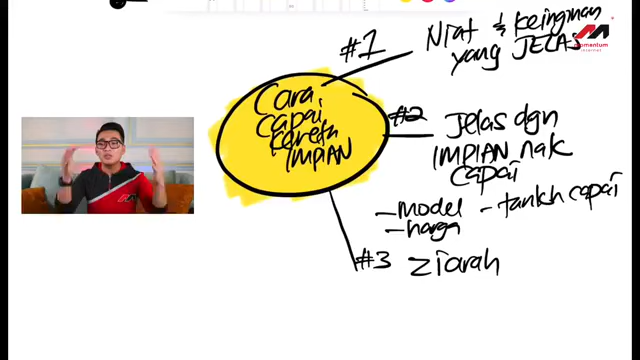 #1
Niat & Keinginan
yang JELAS
momentum
internet
Cara
capai
kereta
IMPIAN
#2
Jelas dgn
IMPIAN nak
capai
- model
- tarikh capai
- harga
#3
ziarah